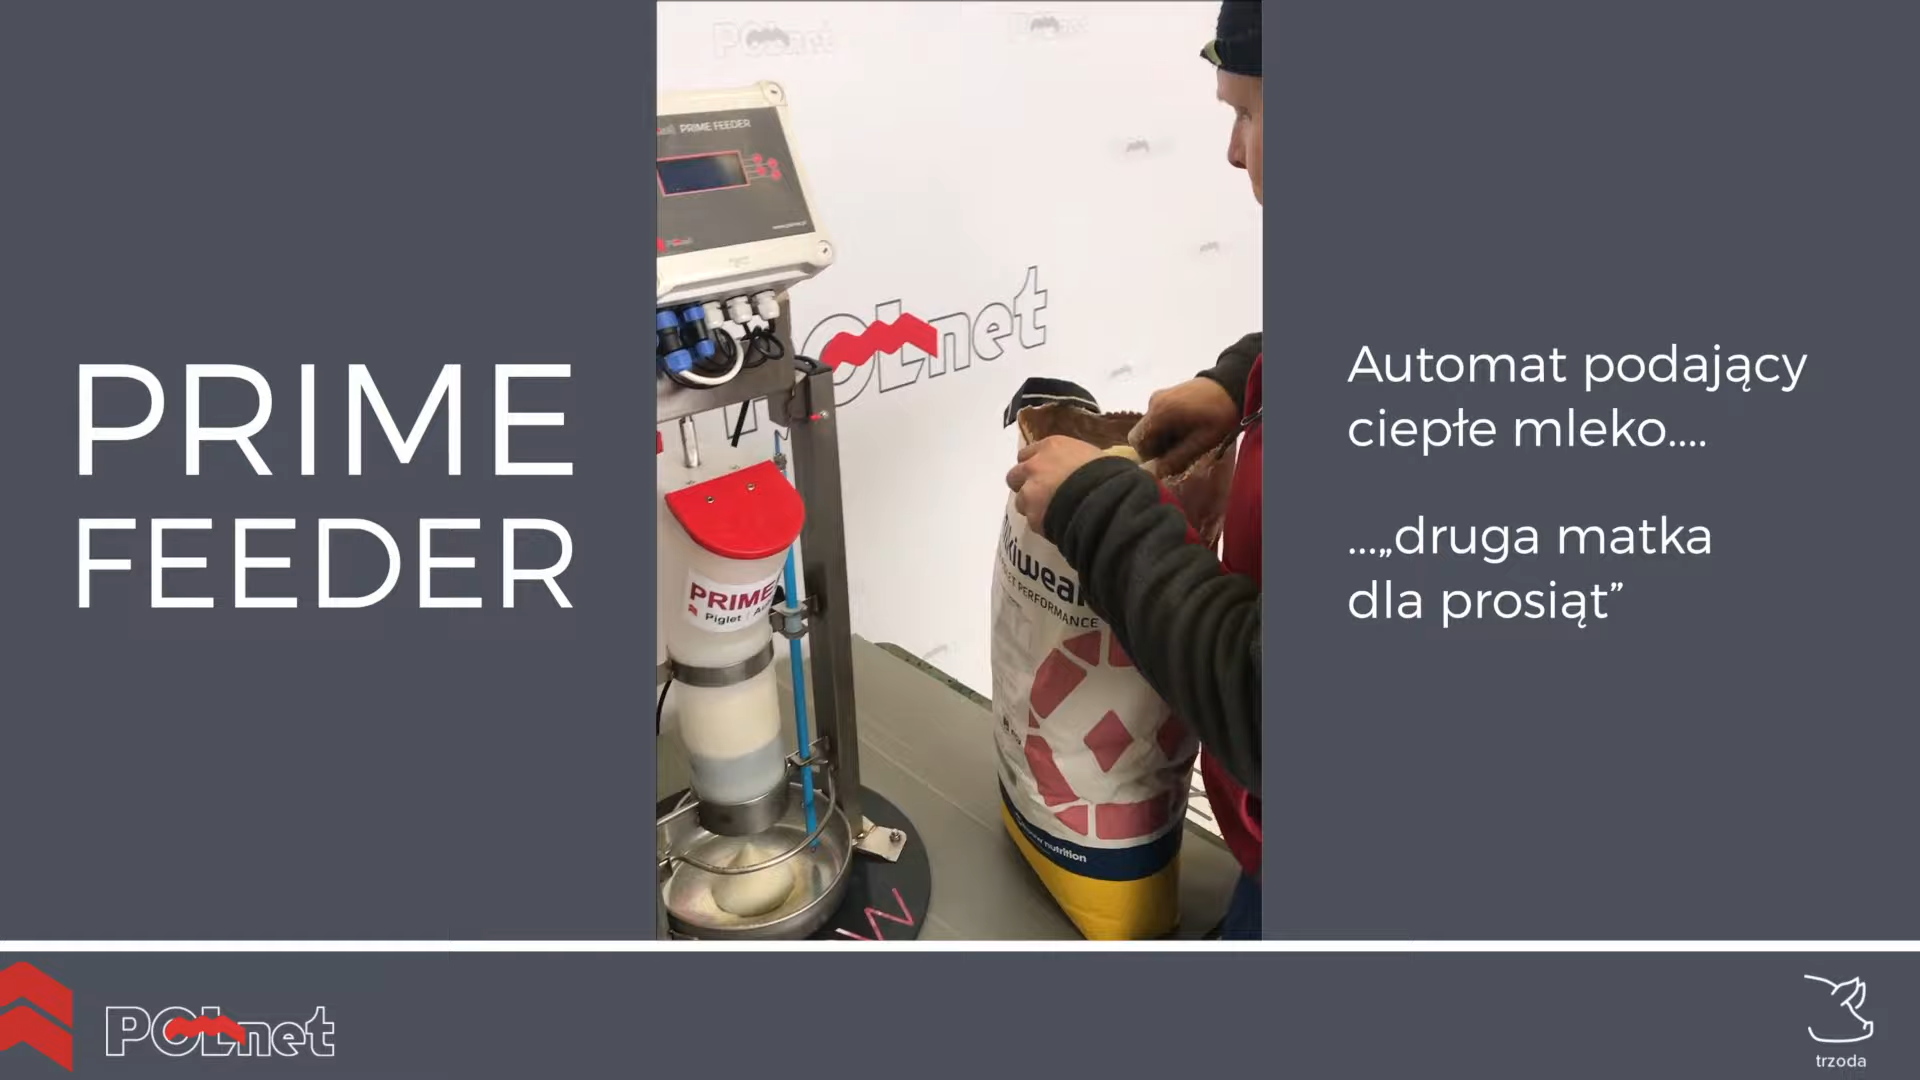 PRIME
FEEDER
PRIME FEEDER
POLnet
PRIME
Piglet
PERFORMANCE
nutrition
Automat podający
ciepłe mleko....
...„druga matka
dla prosiąt”
POLnet
trzoda